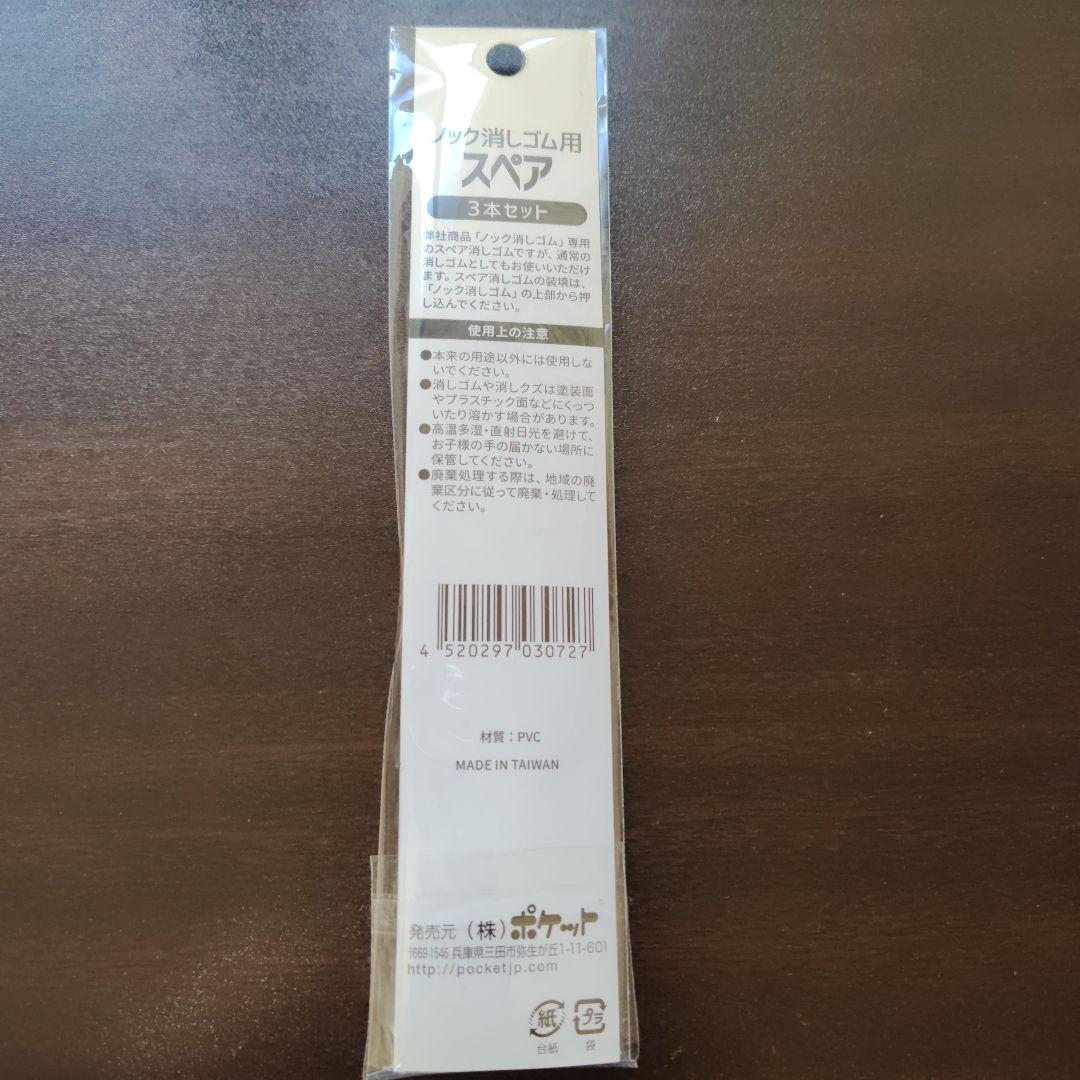 ノック消しゴム用
スペア
3本セット
弊社商品「ノック消しゴム」専用
のスペア消しゴムですが、通常の
消しゴムとしてもお使いいただけ
ます。スペア消しゴムの装填は、
「ノック消しゴム」の上部から押
し込んでください。
使用上の注意
●本来の用途以外には使用しな
いでください。
●消しゴムや消しクズは塗装面
やプラスチック面などにくっつ
いたり溶かす場合があります。
●高温多湿・直射日光を避けて、
お子様の手の届かない場所に
保管してください。
●廃棄処理する際は、地域の廃
棄区分に従って廃棄・処理して
ください。
4 520297 030727
材質：PVC
MADE IN TAIWAN
発売元 (株)ポケット
〒669-1546 兵庫県三田市弥生が丘1-11-601
http://pocketjp.com
紙 プラ
台紙 袋